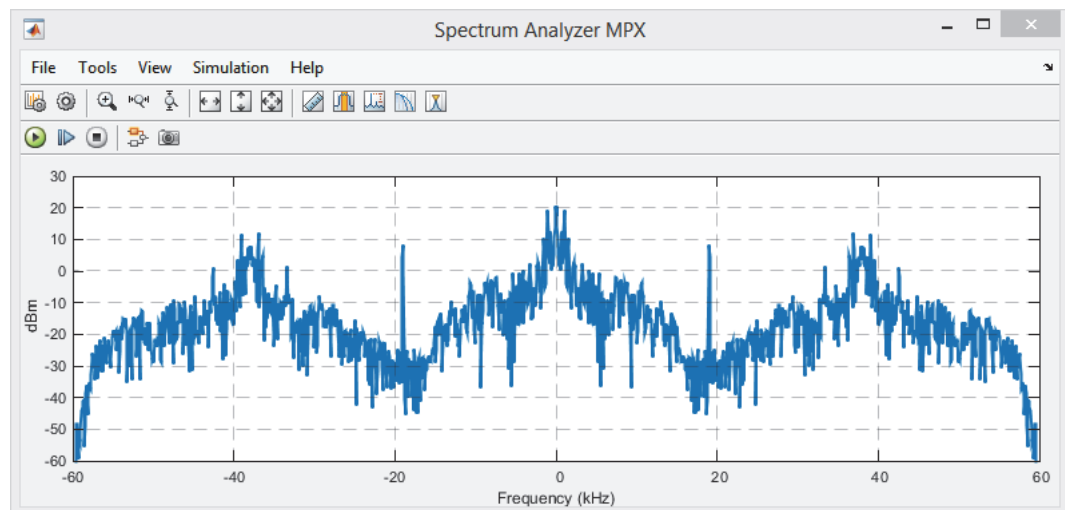 Spectrum Analyzer MPX
File Tools View Simulation Help
30
20
10
0
-10
-20
-30
-40
-50
-60
dBm
-60 -40 -20 0 20 40 60
Frequency (kHz)